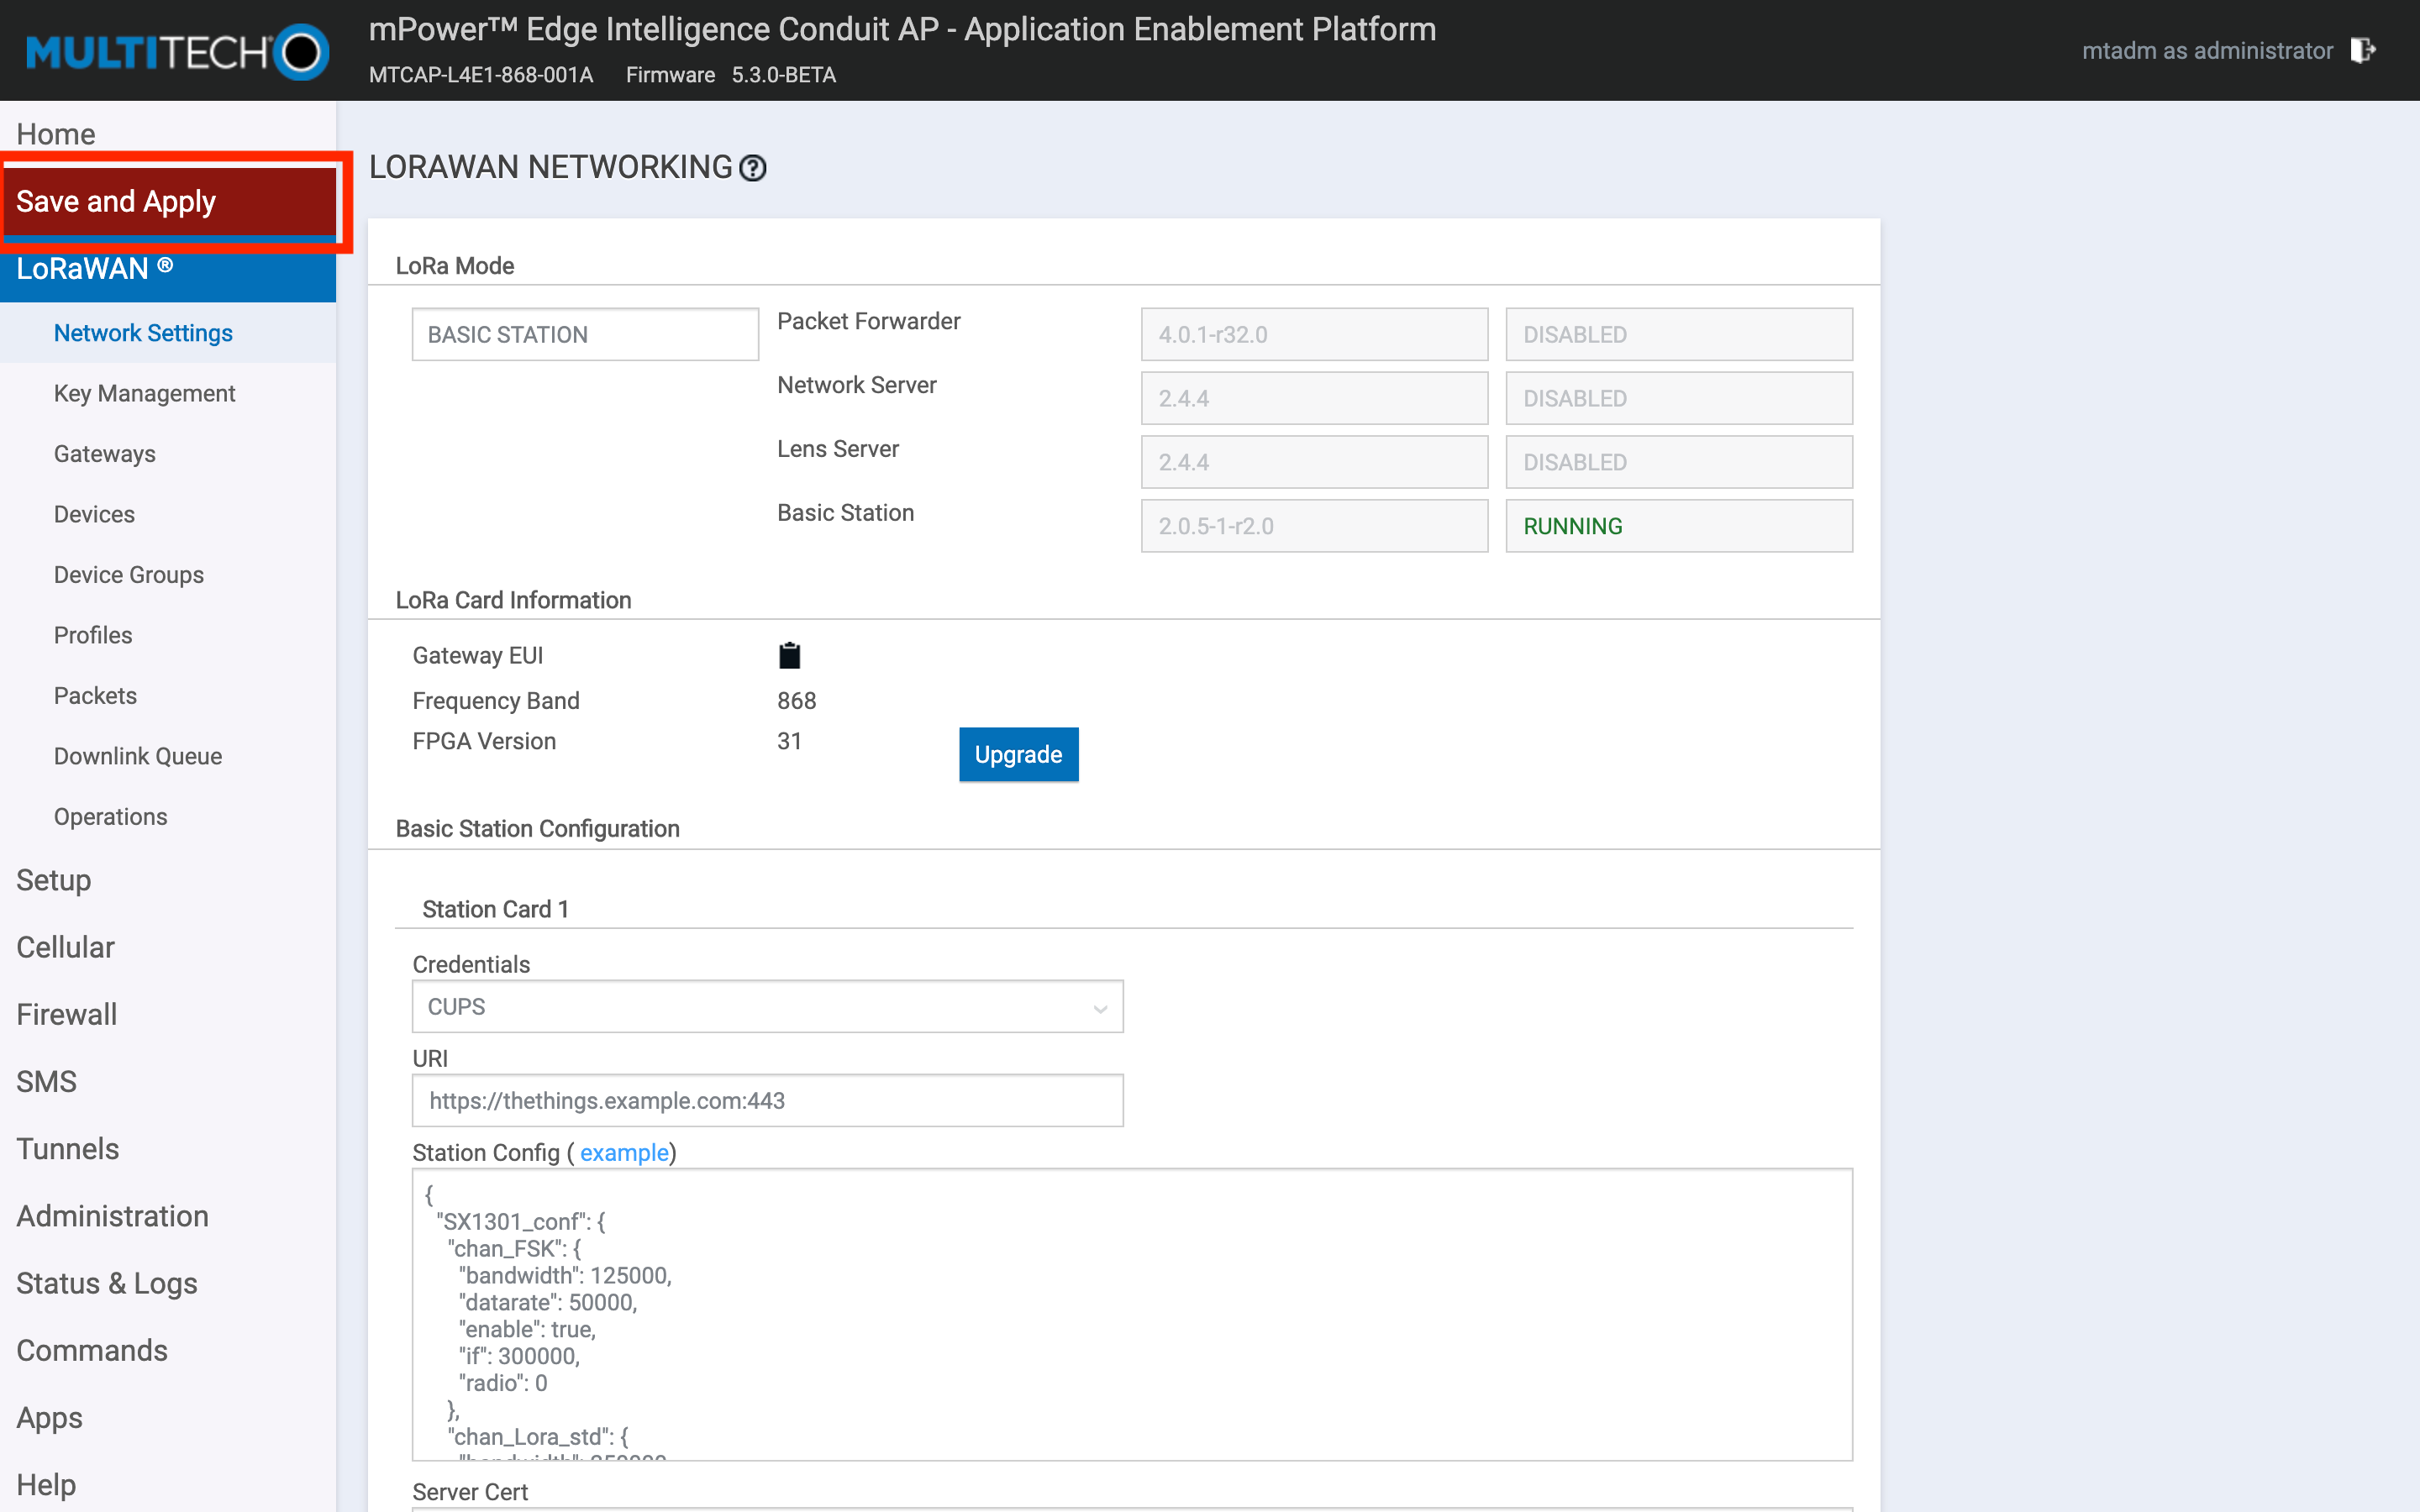 MULTITECH
mPower™ Edge Intelligence Conduit AP - Application Enablement Platform
MTCAP-L4E1-868-001A Firmware 5.3.0-BETA
mtadm as administrator
Home
Save and Apply
LoRaWAN ®
Network Settings
Key Management
Gateways
Devices
Device Groups
Profiles
Packets
Downlink Queue
Operations
Setup
Cellular
Firewall
SMS
Tunnels
Administration
Status & Logs
Commands
Apps
Help
LORAWAN NETWORKING
LoRa Mode
BASIC STATION
Packet Forwarder 4.0.1-r32.0 DISABLED
Network Server 2.4.4 DISABLED
Lens Server 2.4.4 DISABLED
Basic Station 2.0.5-1-r2.0 RUNNING
LoRa Card Information
Gateway EUI
Frequency Band 868
FPGA Version 31
Upgrade
Basic Station Configuration
Station Card 1
Credentials
CUPS
URI
https://thethings.example.com:443
Station Config ( example)
{
"SX1301_conf": {
"chan_FSK": {
"bandwidth": 125000,
"datarate": 50000,
"enable": true,
"if": 300000,
"radio": 0
},
"chan_Lora_std": {
Server Cert